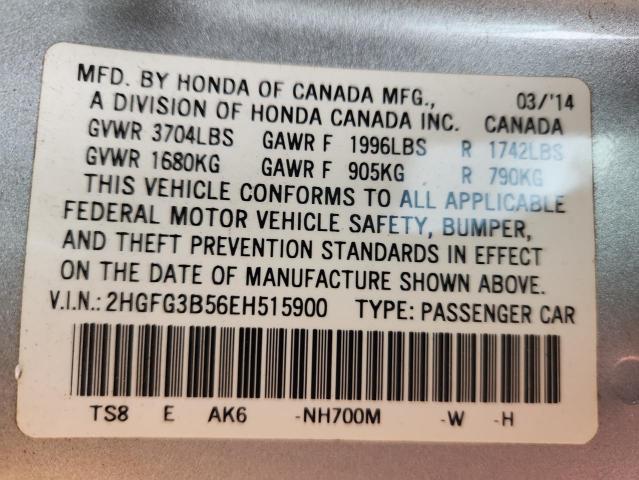 MFD. BY HONDA OF CANADA MFG., 03/'14
A DIVISION OF HONDA CANADA INC. CANADA
GVWR 3704LBS GAWR F 1996LBS R 1742LBS
GVWR 1680KG GAWR F 905KG R 790KG
THIS VEHICLE CONFORMS TO ALL APPLICABLE
FEDERAL MOTOR VEHICLE SAFETY, BUMPER,
AND THEFT PREVENTION STANDARDS IN EFFECT
ON THE DATE OF MANUFACTURE SHOWN ABOVE.
V.I.N.: 2HGFG3B56EH515900 TYPE: PASSENGER CAR
TS8 E AK6 -NH700M -W -H